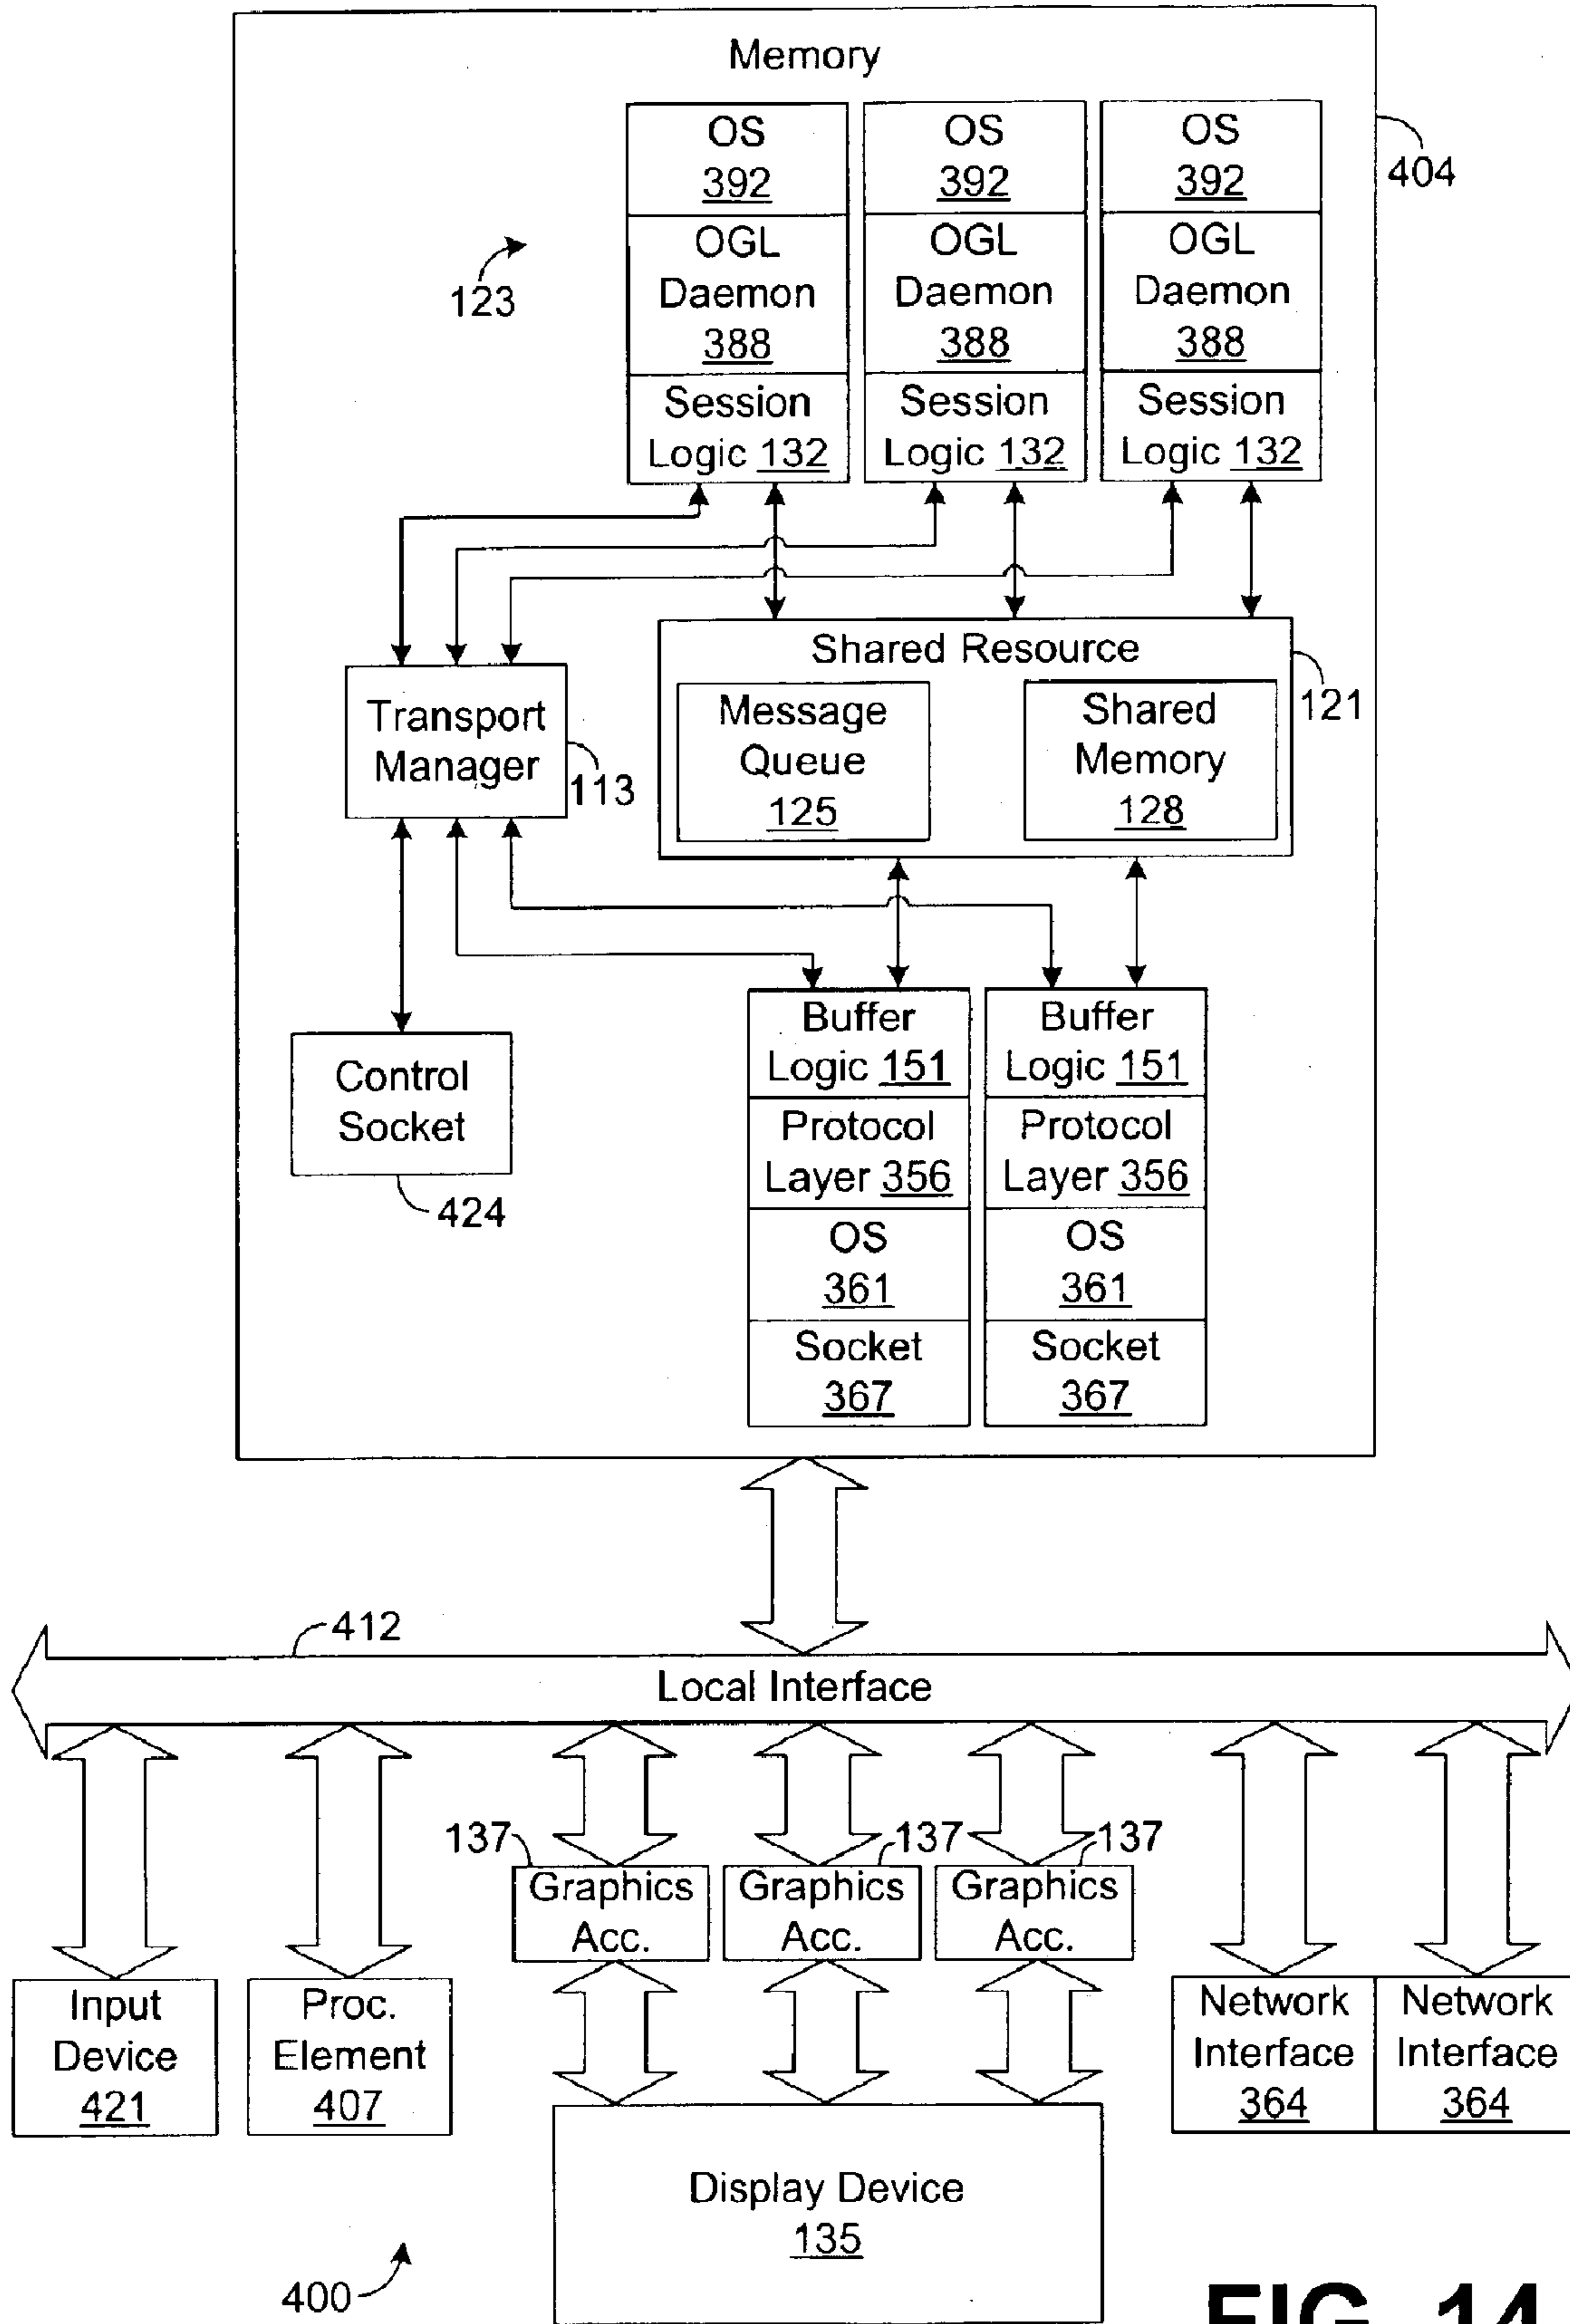 Memory
404
OS
392
OGL
Daemon
388
Session
Logic 132
OS
392
OGL
Daemon
388
Session
Logic 132
OS
392
OGL
Daemon
388
Session
Logic 132
123
Transport
Manager
113
Shared Resource
121
Message
Queue
125
Shared
Memory
128
Control
Socket
424
Buffer
Logic 151
Protocol
Layer 356
OS
361
Socket
367
Buffer
Logic 151
Protocol
Layer 356
OS
361
Socket
367
412
Local Interface
137
Graphics
Acc.
137
Graphics
Acc.
137
Graphics
Acc.
Input
Device
421
Proc.
Element
407
Network
Interface
364
Network
Interface
364
Display Device
135
400
FIG. 14